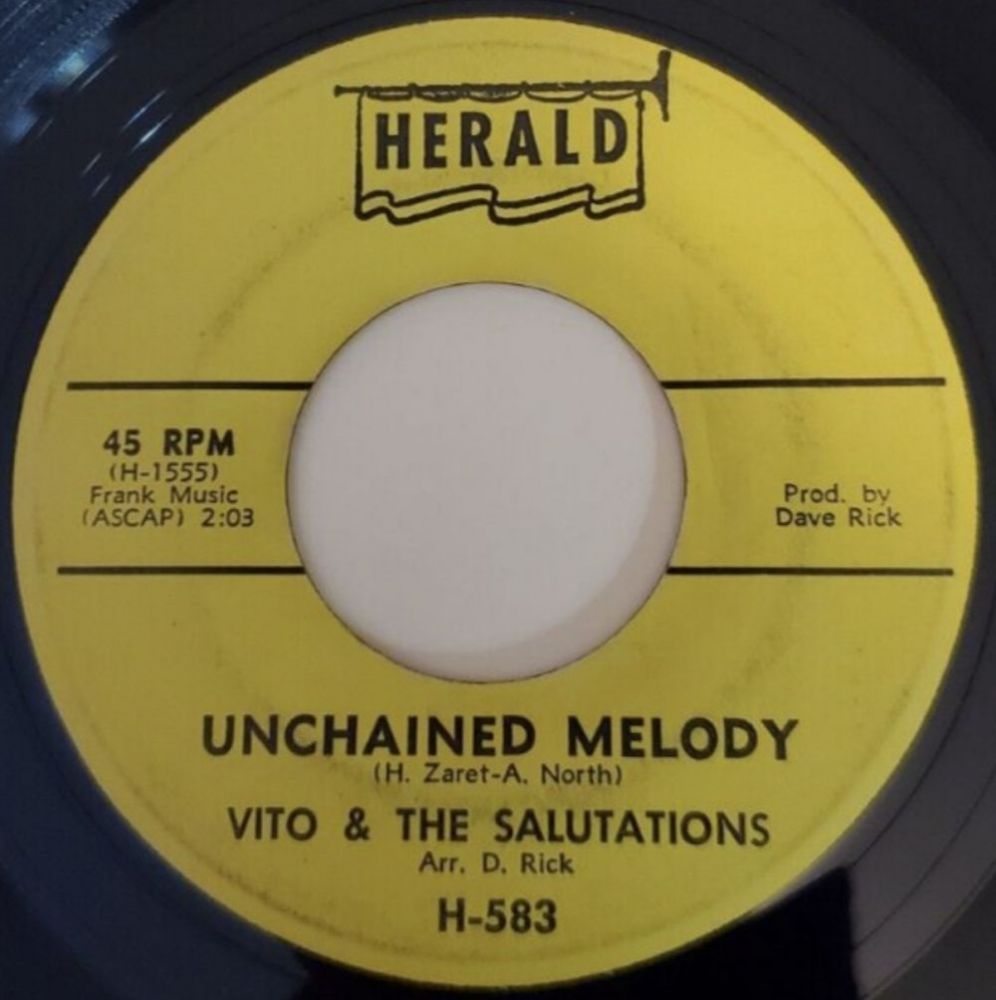 HERALD
45 RPM
(H-1555)
Frank Music
(ASCAP) 2:03
Prod. by
Dave Rick
UNCHAINED MELODY
(H. Zaret-A. North)
VITO & THE SALUTATIONS
Arr. D. Rick
H-583